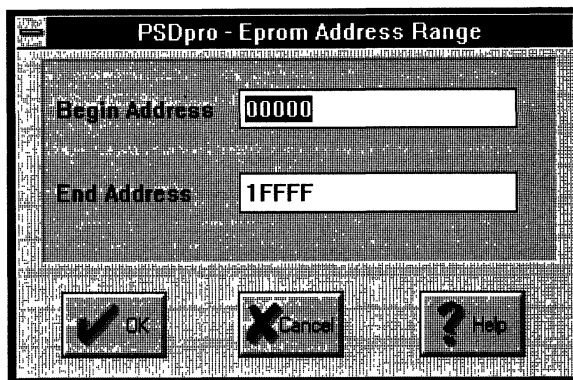 PSDpro - Eprom Address Range
Begin Address 00000
End Address 1FFFF
OK Cancel Help